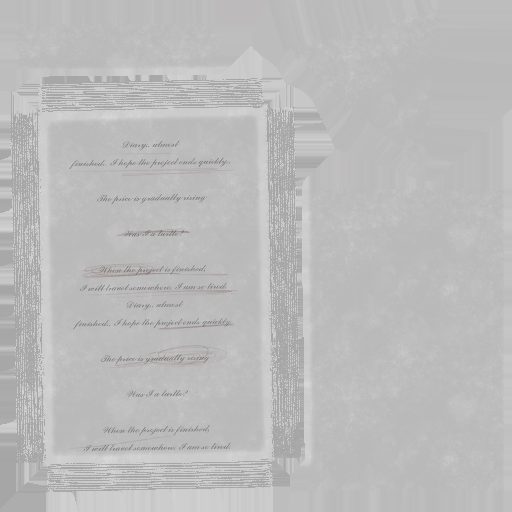 Diary, almost
finished. I hope the project ends quickly.
The price is gradually rising
Was I a turtle?
When the project is finished,
I will travel somewhere. I am so tired.
Diary, almost
finished. I hope the project ends quickly.
The price is gradually rising
Was I a turtle?
When the project is finished,
I will travel somewhere. I am so tired.